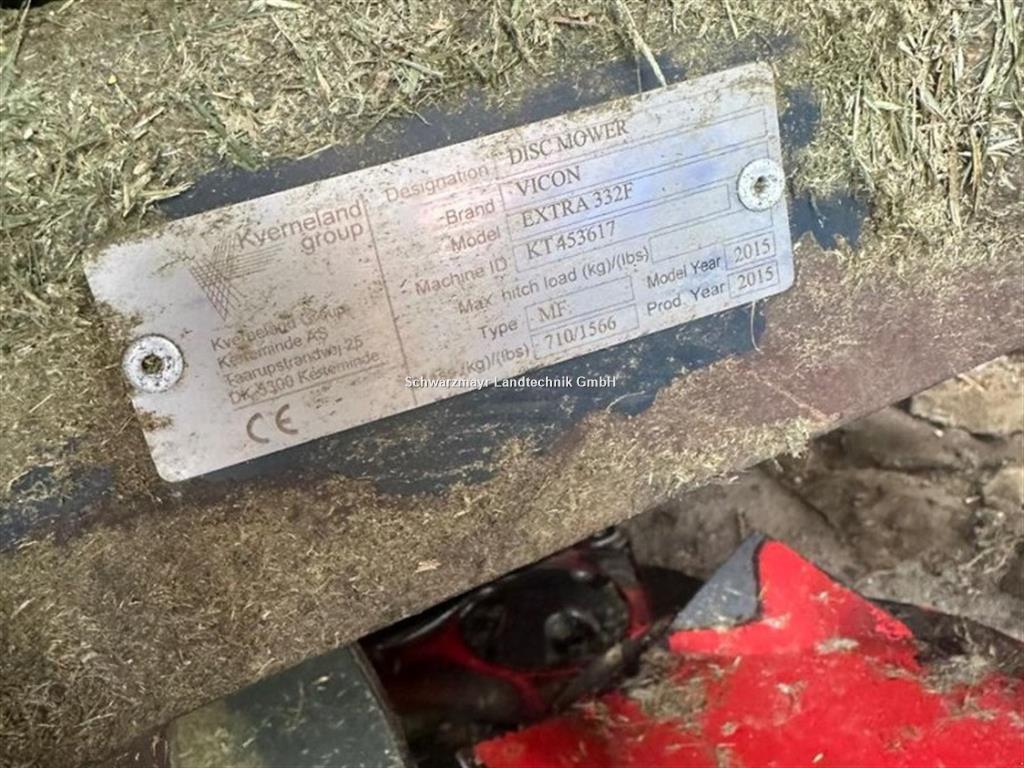 Kverneland
group
Kverneland Group
Kerteminde AS
Taarupstrandvej 25
DK-5300 Kerteminde
CE
Designation DISC MOWER
Brand VICON
Model EXTRA 332F
Machine ID KT453617
Max hitch load (kg)/(lbs)
Type MF. Model Year 2015
(kg)/(lbs) 710/1566 Prod. Year 2015
Schwarzmayr Landtechnik GmbH